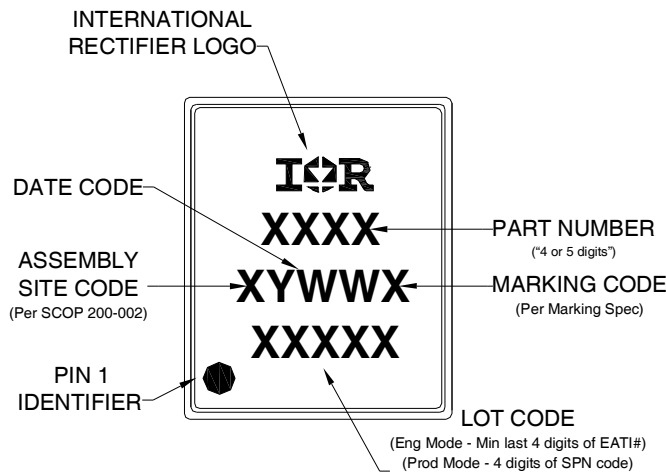 INTERNATIONAL
RECTIFIER LOGO
IOR
DATE CODE
XXXX
PART NUMBER
("4 or 5 digits")
ASSEMBLY
SITE CODE
(Per SCOP 200-002)
XYWWX
MARKING CODE
(Per Marking Spec)
XXXXX
PIN 1
IDENTIFIER
LOT CODE
(Eng Mode - Min last 4 digits of EATI#)
(Prod Mode - 4 digits of SPN code)